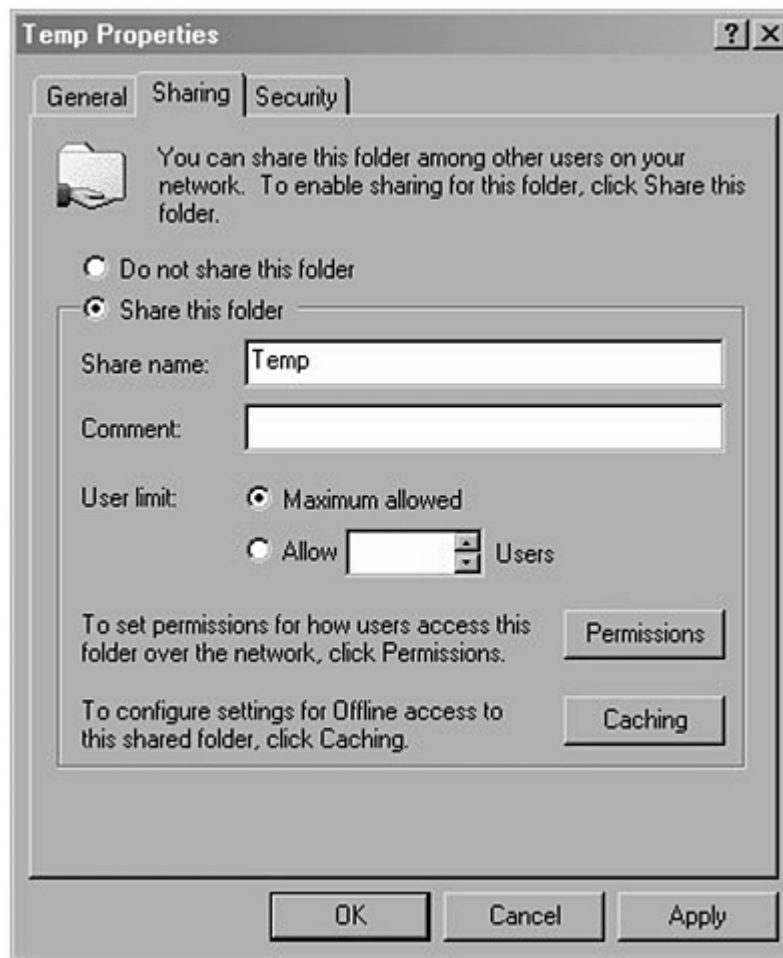 Temp Properties
General Sharing Security
You can share this folder among other users on your
network. To enable sharing for this folder, click Share this
folder.
Do not share this folder
Share this folder
Share name: Temp
Comment:
User limit: Maximum allowed
Allow Users
To set permissions for how users access this
folder over the network, click Permissions.
Permissions
To configure settings for Offline access to
this shared folder, click Caching.
Caching
OK Cancel Apply